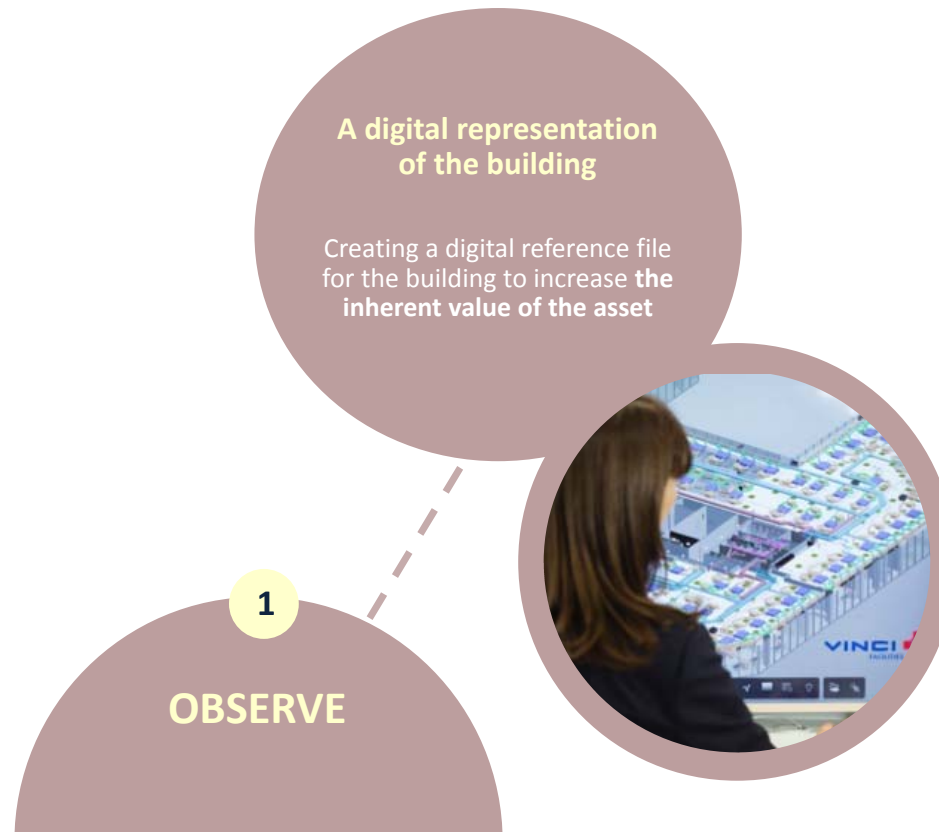 A digital representation
of the building
Creating a digital reference file
for the building to increase the
inherent value of the asset
VINCI
FACILITIES
1
OBSERVE